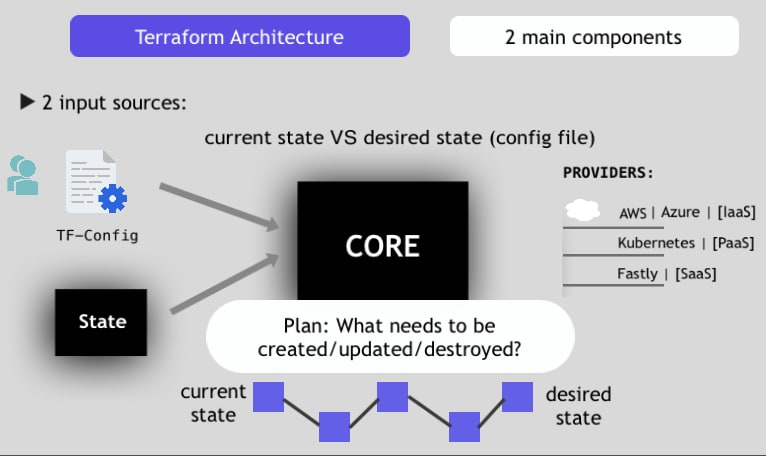 Terraform Architecture
2 main components
▶ 2 input sources:
current state VS desired state (config file)
TF-Config
State
CORE
PROVIDERS:
AWS | Azure | [IaaS]
Kubernetes | [PaaS]
Fastly | [SaaS]
Plan: What needs to be
created/updated/destroyed?
current
state
desired
state